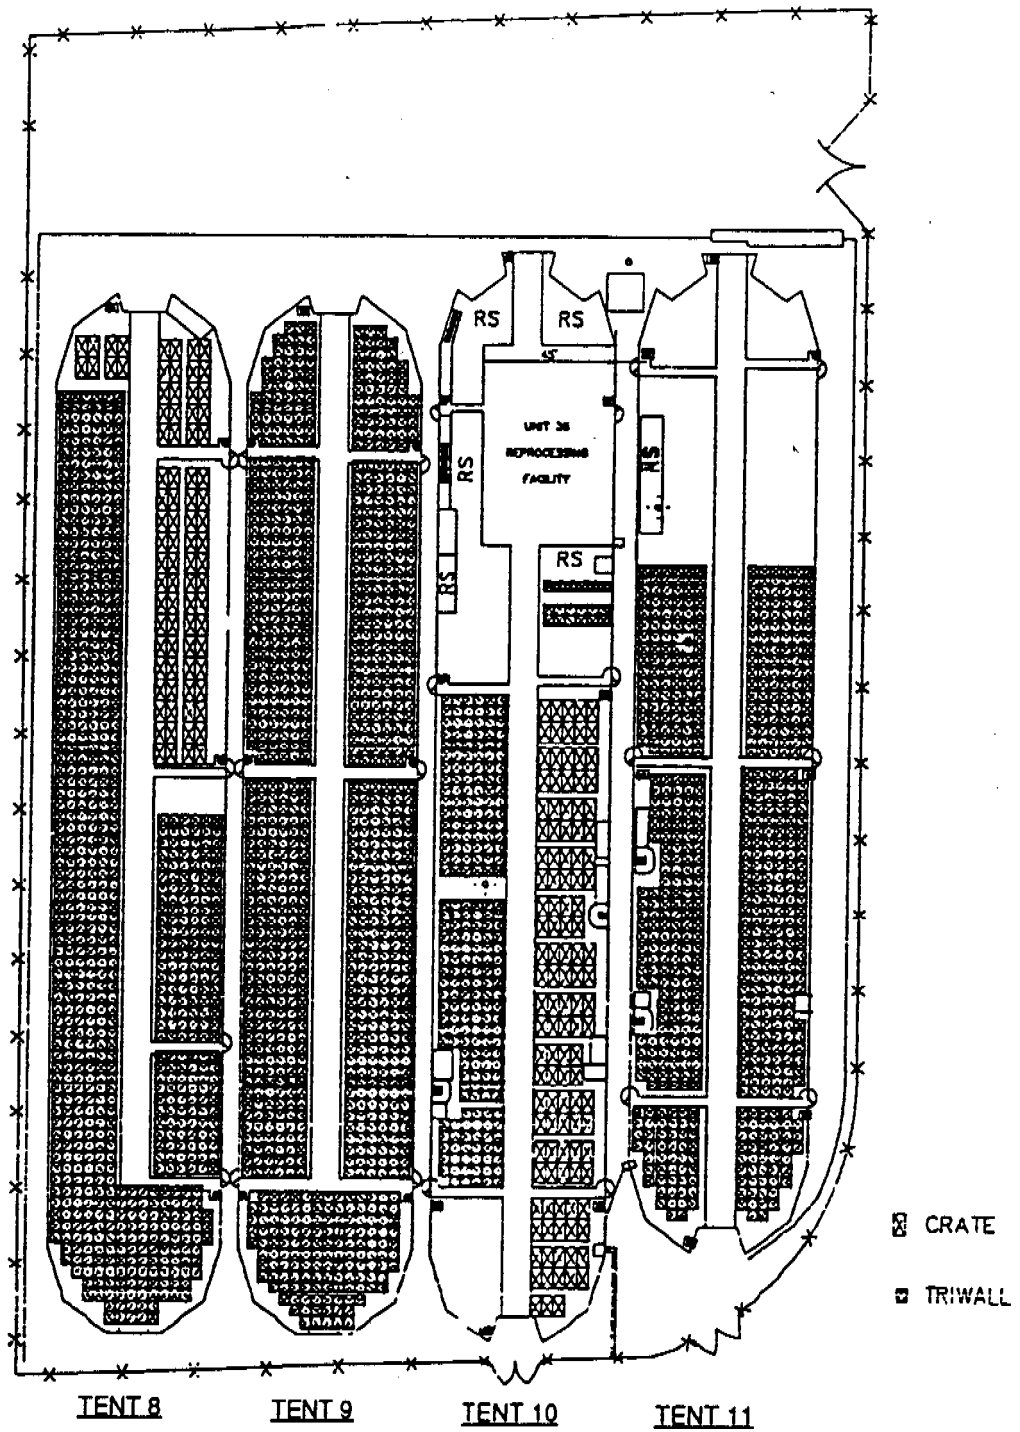 RS
RS
UNIT 36
REPROCESSING
FACILITY
RS
RS
RS
CRATE
TRIWALL
TENT 8
TENT 9
TENT 10
TENT 11